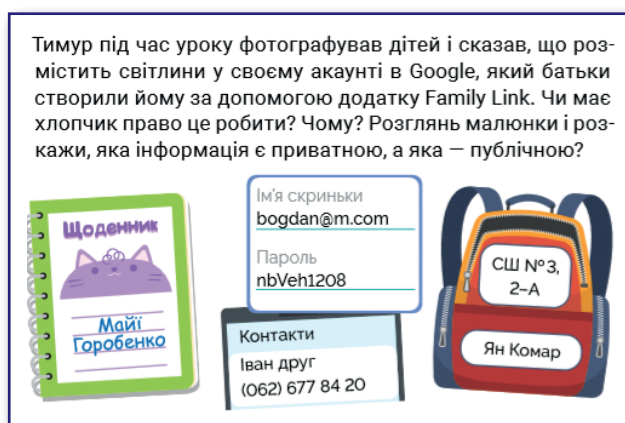 Тимур під час уроку фотографував дітей і сказав, що роз-
містить світлини у своєму акаунті в Google, який батьки
створили йому за допомогою додатку Family Link. Чи має
хлопчик право це робити? Чому? Розглянь малюнки і роз-
кажи, яка інформація є приватною, а яка — публічною?
Щоденник
Майї
Горобенко
Ім'я скриньки
bogdan@m.com
Пароль
nbVeh1208
Контакти
Іван друг
(062) 677 84 20
СШ №3,
2–А
Ян Комар